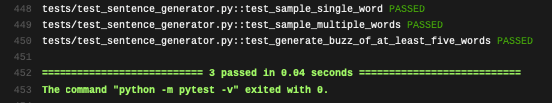 448 tests/test_sentence_generator.py::test_sample_single_word PASSED
449 tests/test_sentence_generator.py::test_sample_multiple_words PASSED
450 tests/test_sentence_generator.py::test_generate_buzz_of_at_least_five_words PASSED
451
452 ========================== 3 passed in 0.04 seconds ==========================
453 The command "python -m pytest -v" exited with 0.